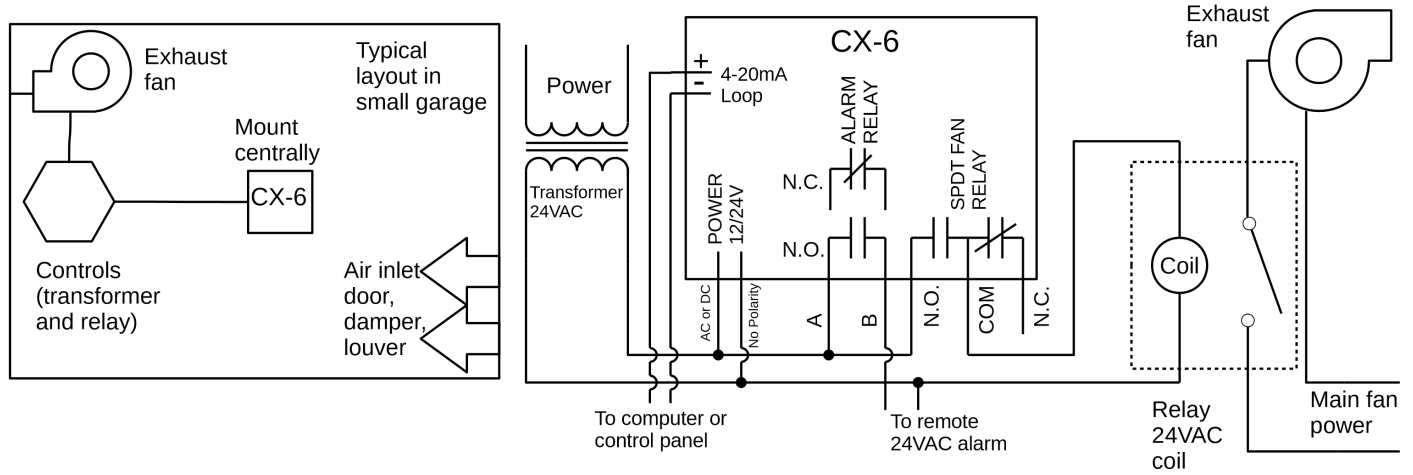 Exhaust
fan
Typical
layout in
small garage
Mount
centrally
CX-6
Controls
(transformer
and relay)
Air inlet
door,
damper,
louver
Power
Transformer
24VAC
CX-6
+
-
4-20mA
Loop
ALARM
RELAY
N.C.
SPDT FAN
RELAY
POWER
12/24V
N.O.
AC or DC
No Polarity
A
B
N.O.
COM
N.C.
To computer or
control panel
To remote
24VAC alarm
Exhaust
fan
Coil
Relay
24VAC
coil
Main fan
power